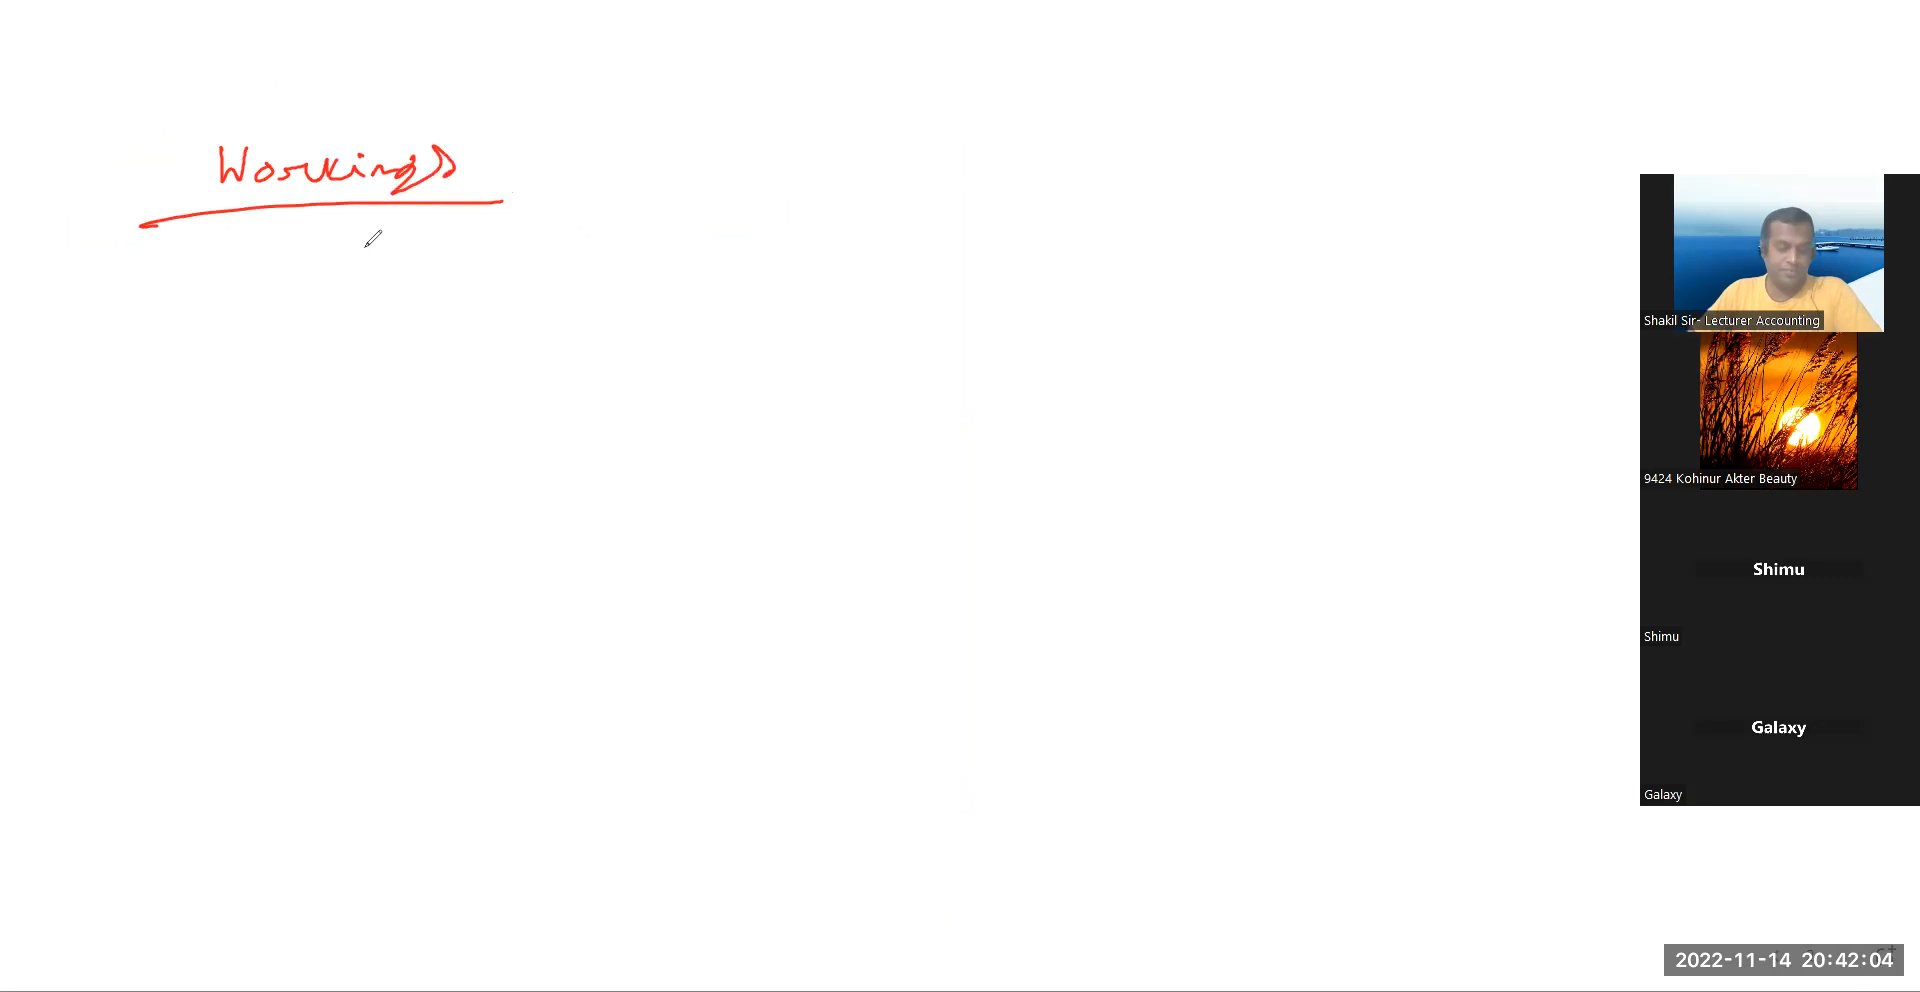 Workings
Shakil Sir- Lecturer Accounting
9424 Kohinur Akter Beauty
Shimu
Shimu
Galaxy
Galaxy
2022-11-14 20:42:04